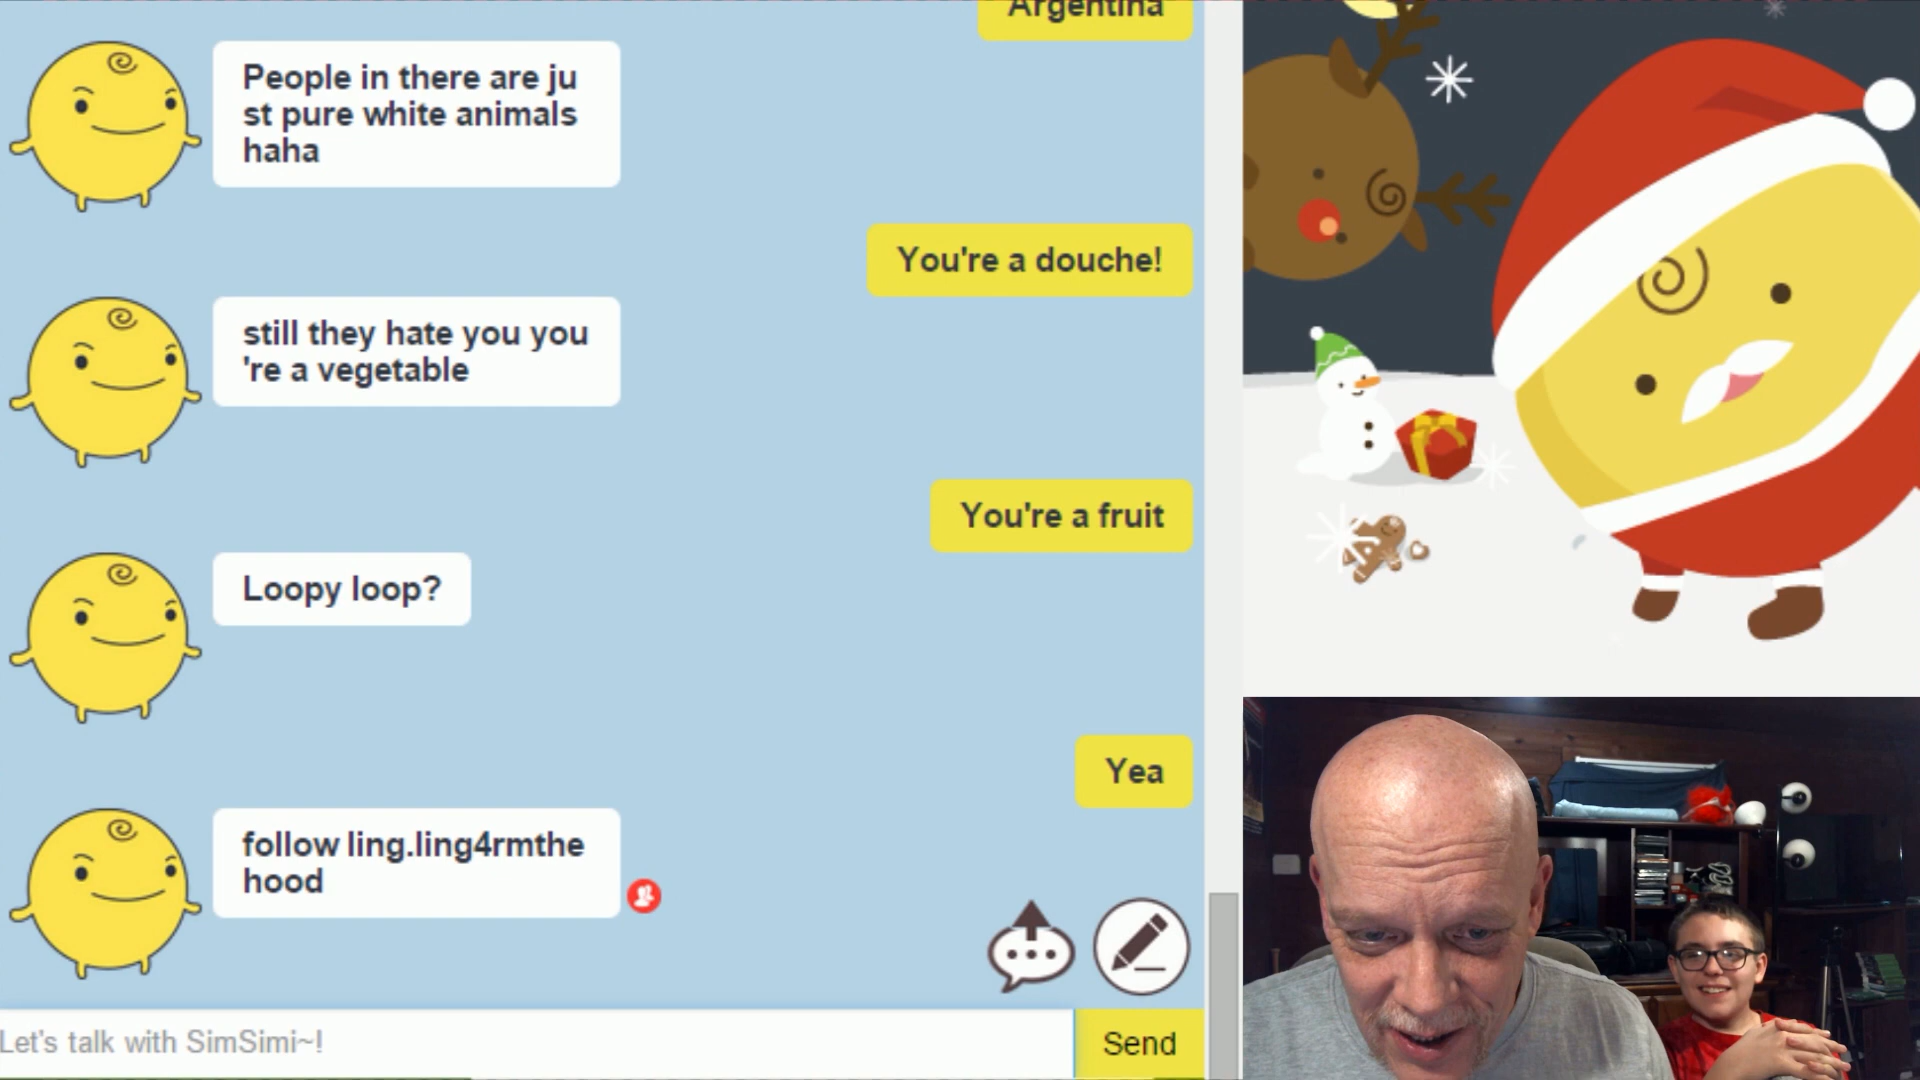 Argentina
People in there are ju
st pure white animals
haha
You're a douche!
still they hate you you
're a vegetable
You're a fruit
Loopy loop?
Yea
follow ling.ling4rmthe
hood
Let's talk with SimSimi~!
Send